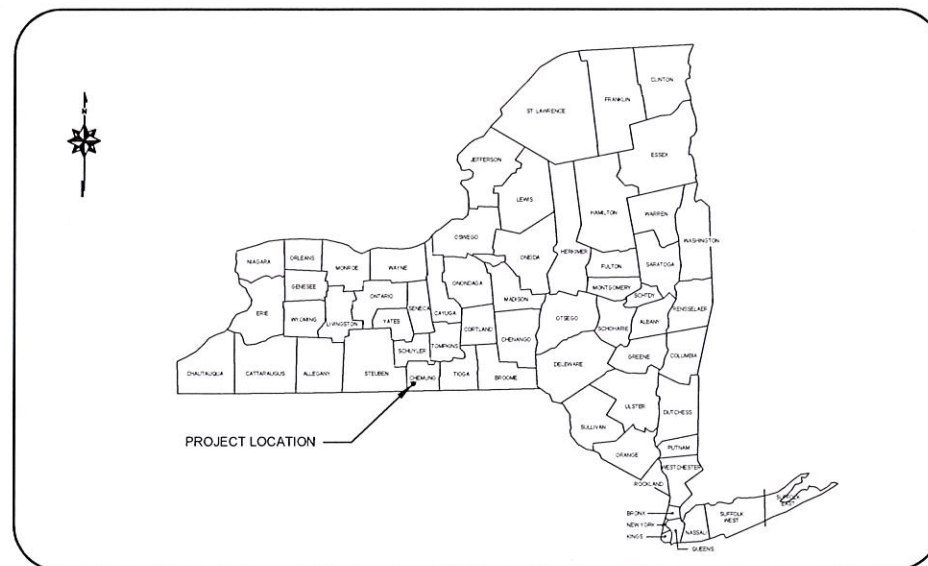 N
CLINTON
FRANKLIN
ST. LAWRENCE
ESSEX
JEFFERSON
LEWIS
HAMILTON
WARREN
WASHINGTON
OSWEGO
ONEIDA
HERKIMER
SARATOGA
FULTON
NIAGARA
ORLEANS
MONROE
WAYNE
GENESEE
ONONDAGA
MADISON
MONTGOMERY
SCHTDY
RENSSELAER
ERIE
WYOMING
LIVINGSTON
ONTARIO
YATES
SENECA
CAYUGA
CORTLAND
CHENANGO
OTSEGO
SCHOHARIE
ALBANY
SCHUYLER
TOMPKINS
GREENE
COLUMBIA
CHAUTAUQUA
CATTARAUGUS
ALLEGANY
STEUBEN
CHEMUNG
TIOGA
BROOME
DELEWARE
ULSTER
DUTCHESS
SULLIVAN
PROJECT LOCATION
ORANGE
PUTNAM
WESTCHESTER
ROCKLAND
BRONX
NEW YORK
KINGS
QUEENS
NASSAU
SUFFOLK
WEST
SUFFOLK
EAST